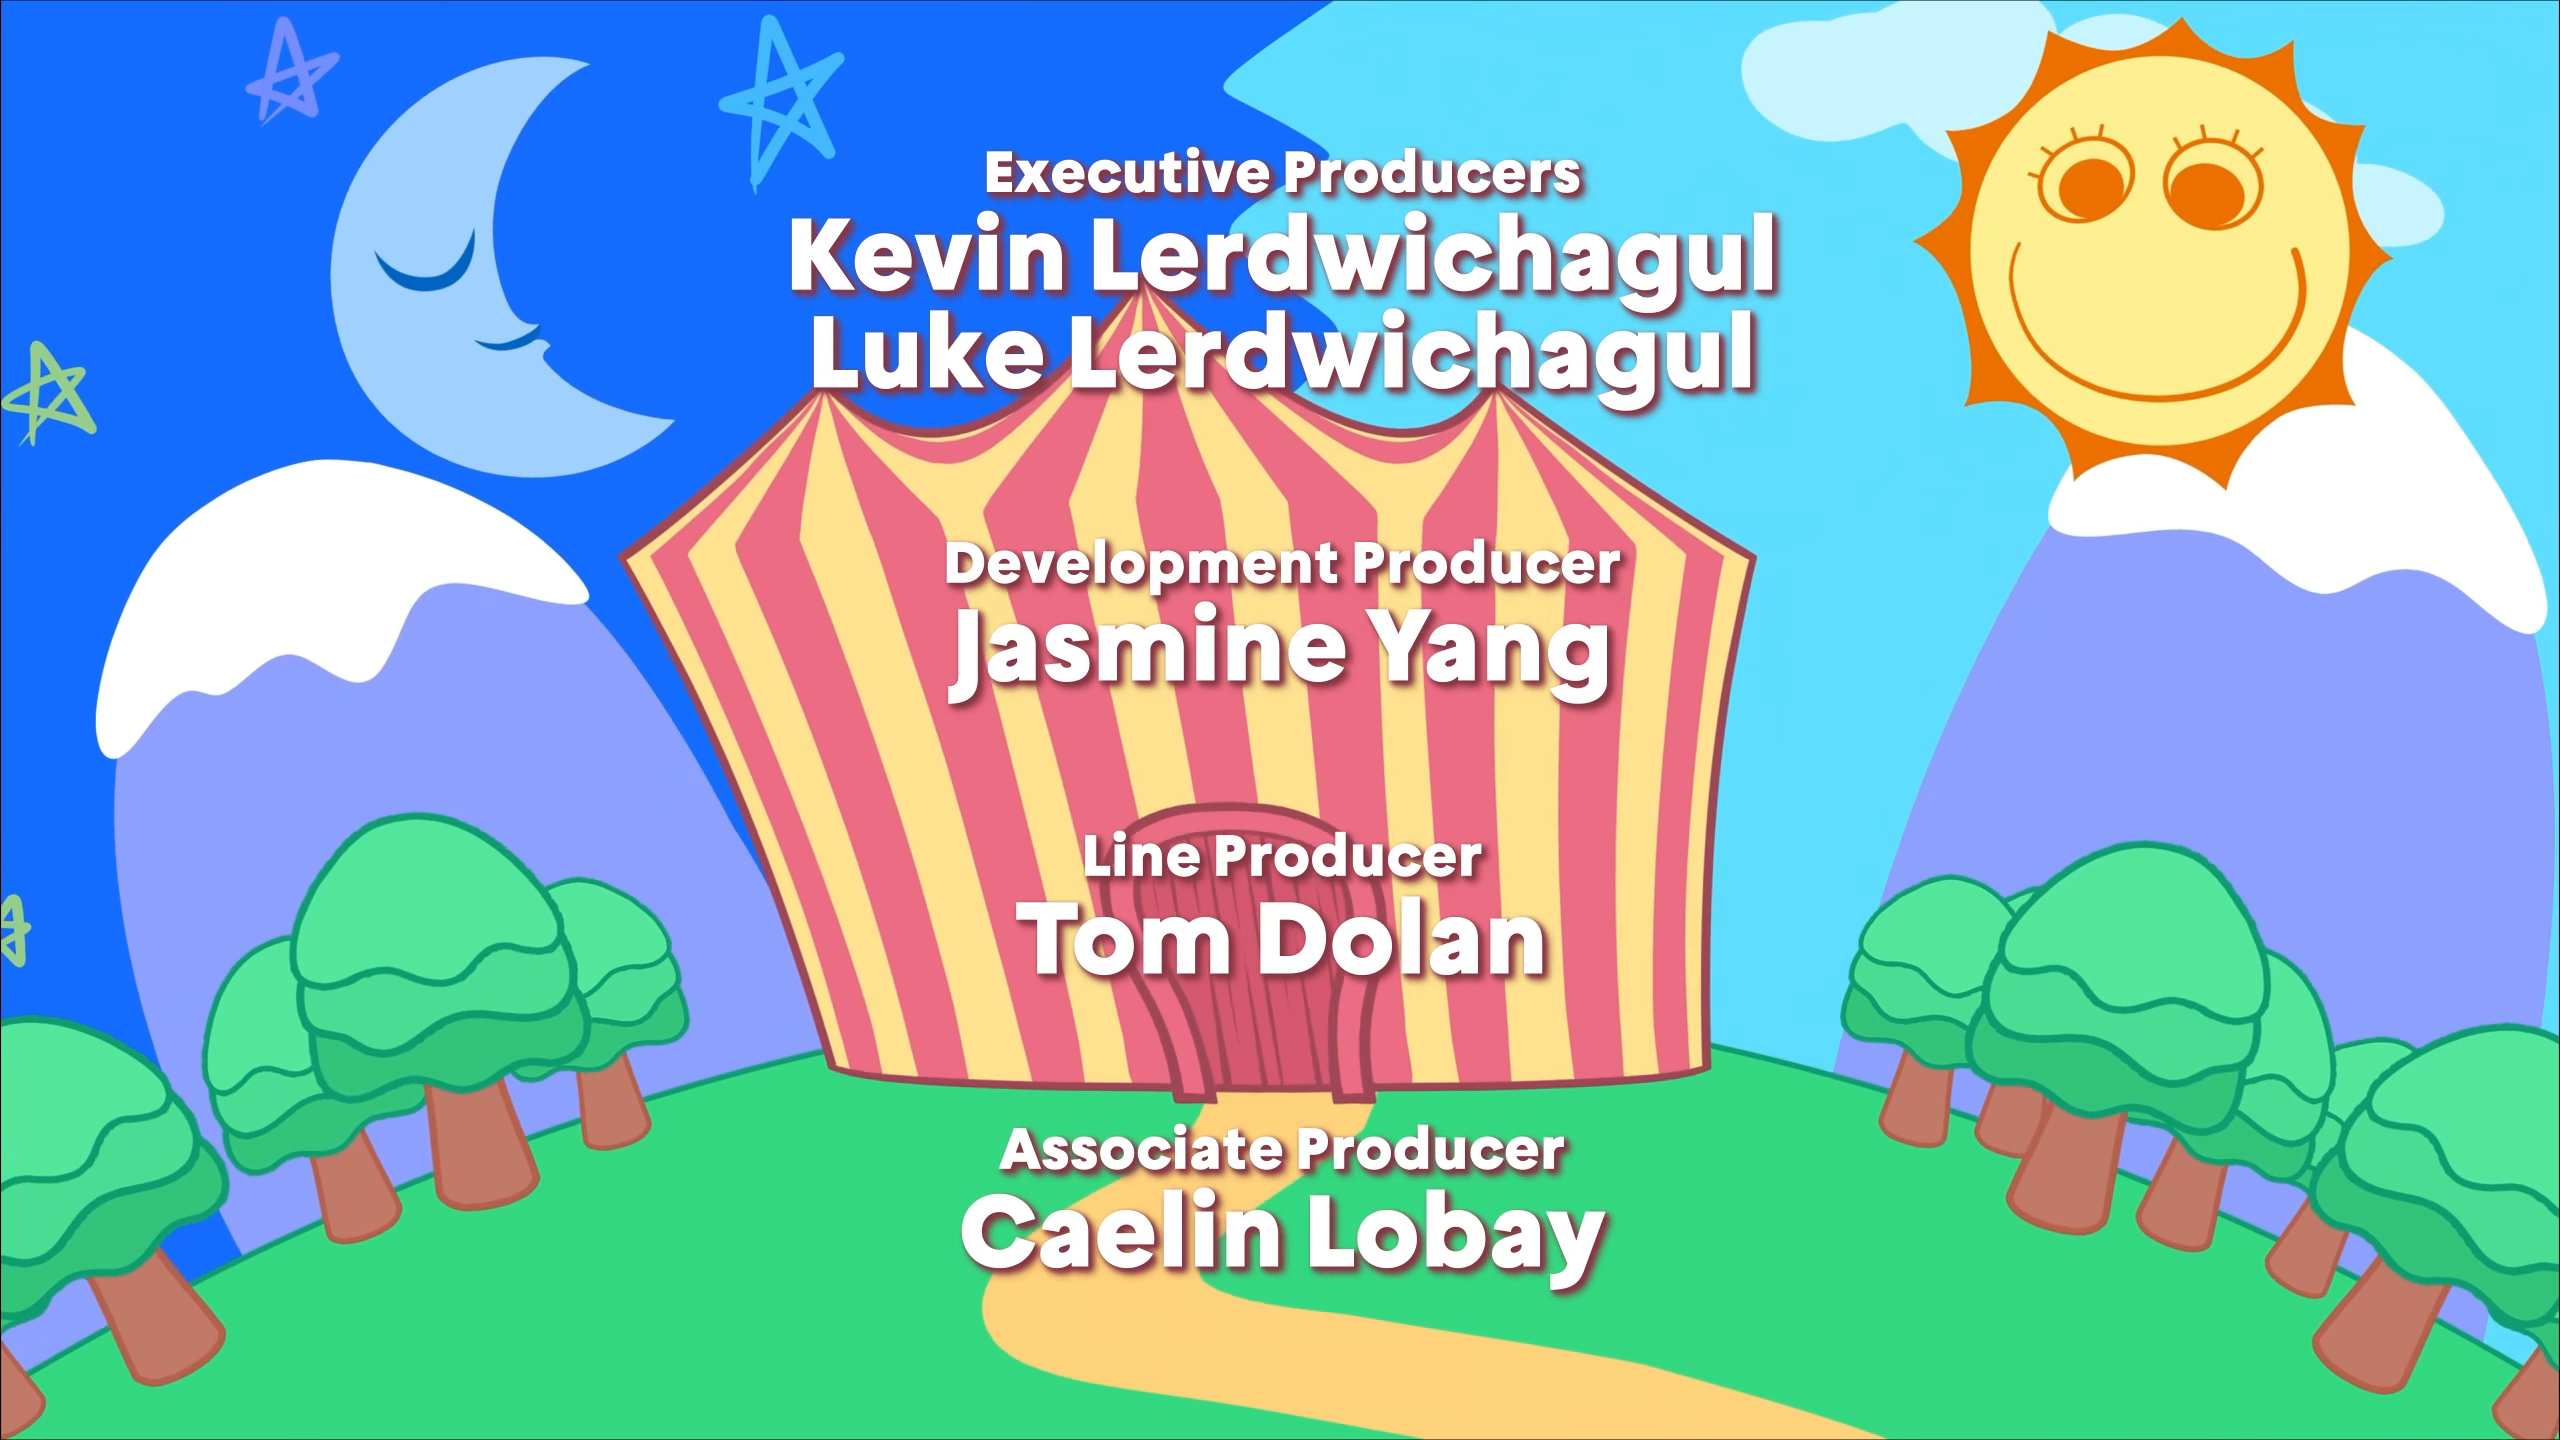 Executive Producers
Kevin Lerdwichagul
Luke Lerdwichagul
Development Producer
Jasmine Yang
Line Producer
Tom Dolan
Associate Producer
Caelin Lobay